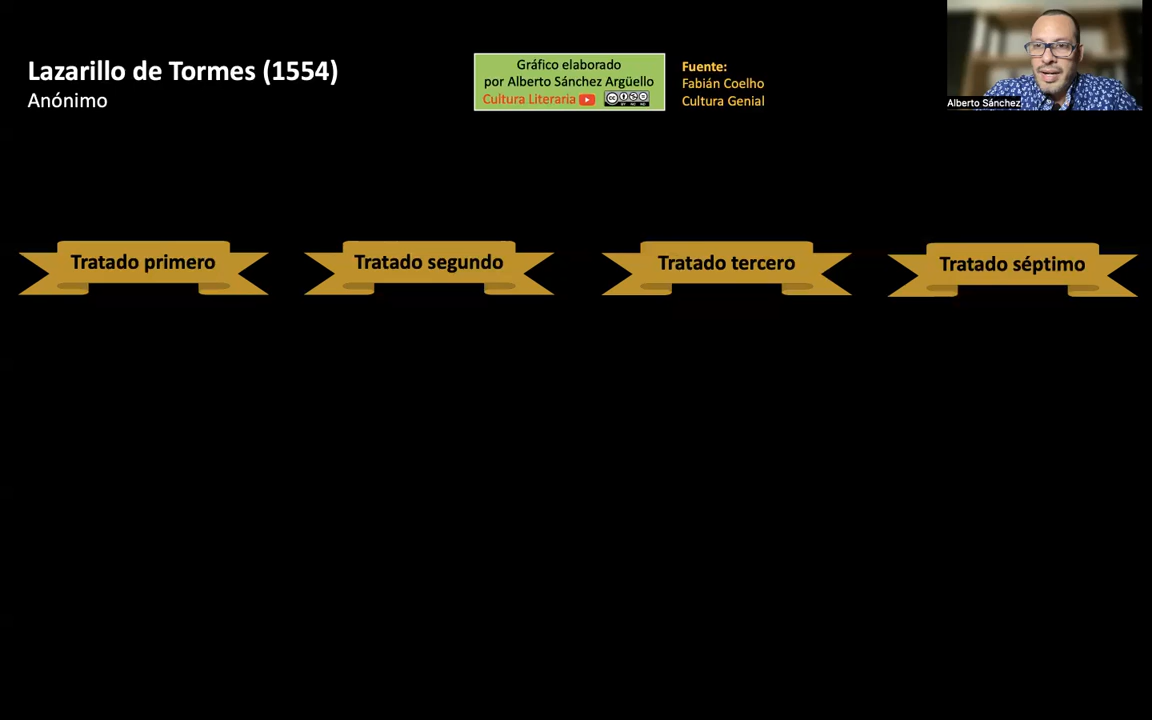 Lazarillo de Tormes (1554)
Anónimo
Gráfico elaborado
por Alberto Sánchez Argüello
Cultura Literaria
Fuente:
Fabián Coelho
Cultura Genial
Alberto Sánchez
Tratado primero
Tratado segundo
Tratado tercero
Tratado séptimo